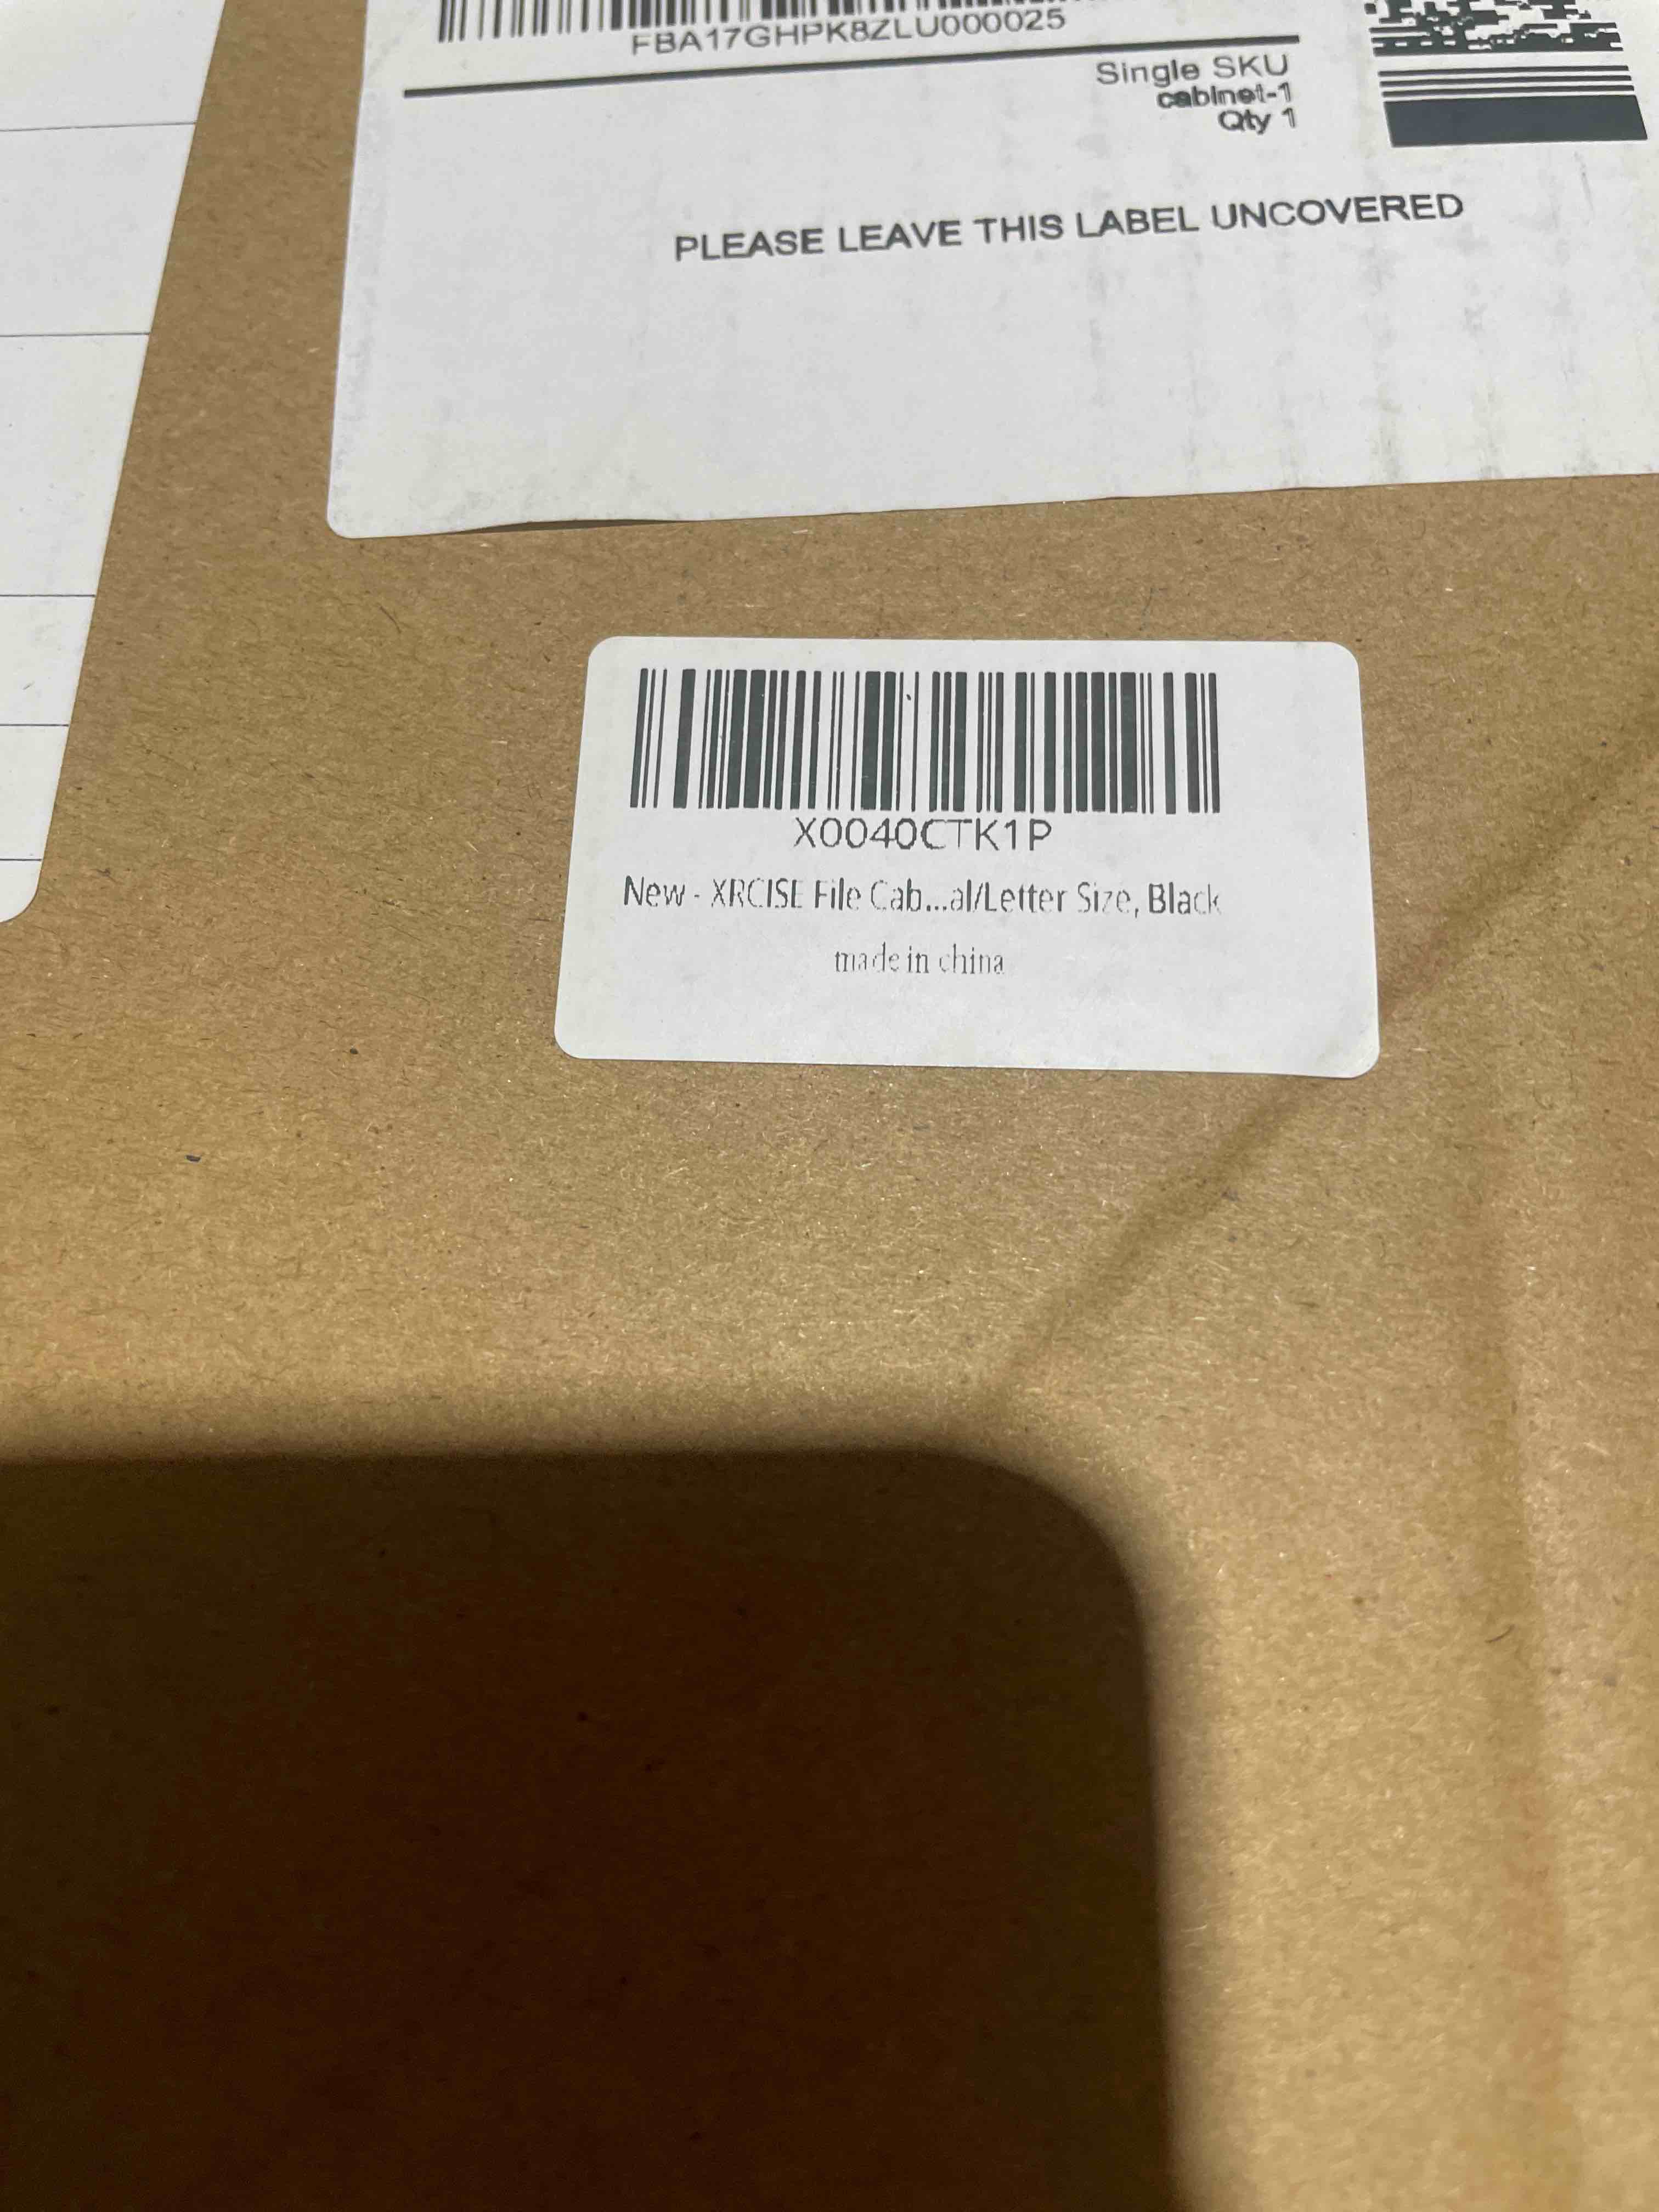 FBA17GHPK8ZLU000025
Single SKU
cabinet-1
Qty 1
PLEASE LEAVE THIS LABEL UNCOVERED
X0040CTK1P
New - XRCISE File Cab...al/Letter Size, Black
made in china